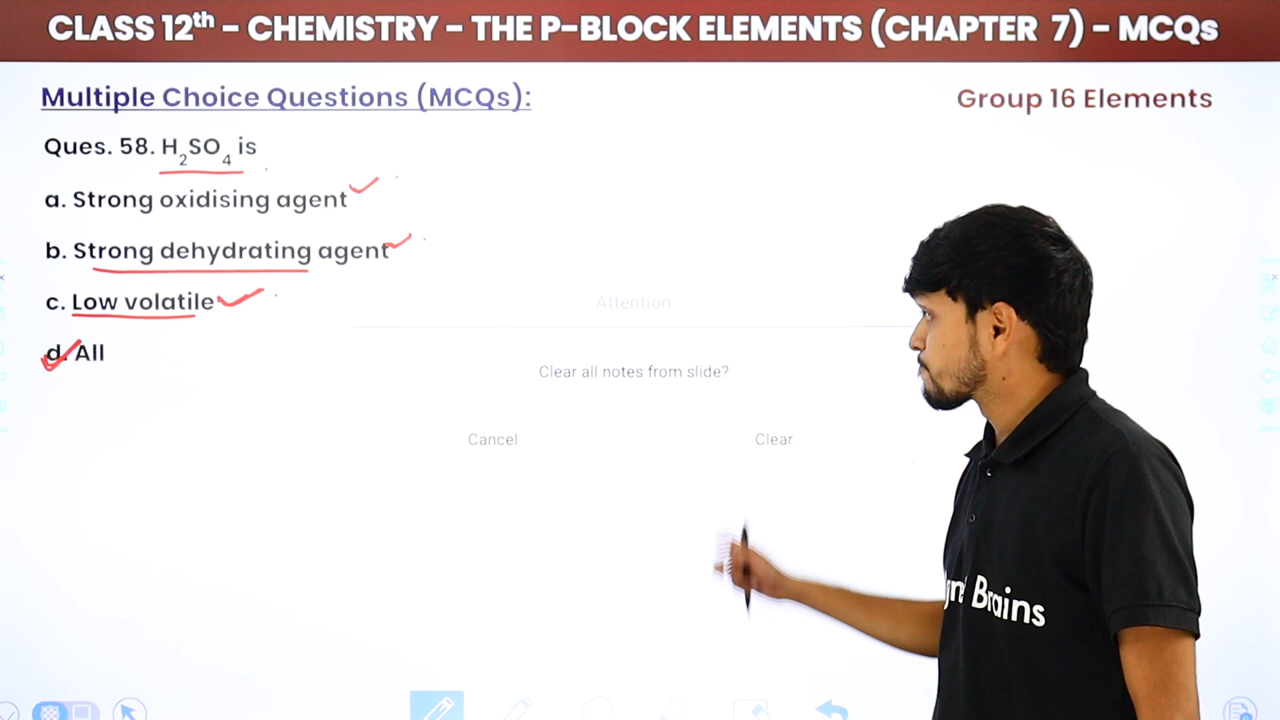 CLASS 12th - CHEMISTRY - THE P-BLOCK ELEMENTS (CHAPTER 7) - MCQs
Multiple Choice Questions (MCQs):
Group 16 Elements
Ques. 58. H2SO4 is
a. Strong oxidising agent
b. Strong dehydrating agent
c. Low volatile
d. All
Attention
Clear all notes from slide?
Cancel
Clear
Brains